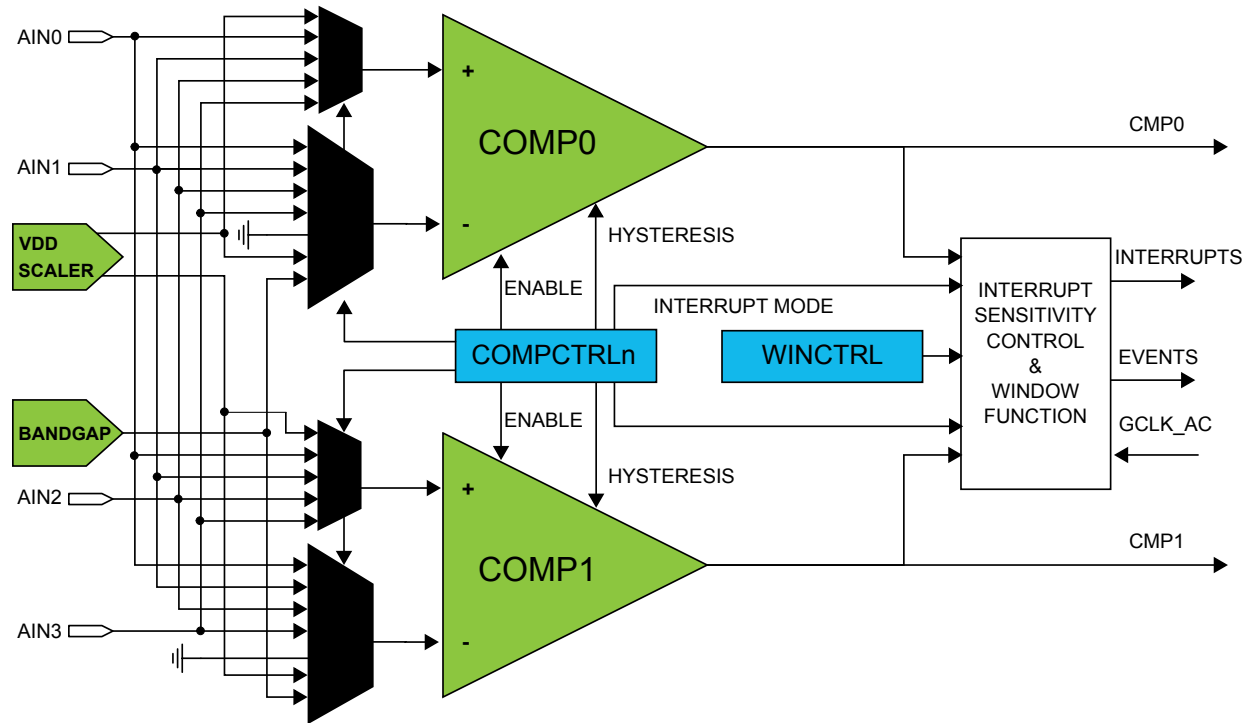 AIN0
+
COMP0
CMP0
AIN1
-
HYSTERESIS
VDD
SCALER
INTERRUPTS
ENABLE
INTERRUPT MODE
INTERRUPT
SENSITIVITY
CONTROL
&
WINDOW
FUNCTION
COMPCTRLn
WINCTRL
EVENTS
ENABLE
GCLK_AC
BANDGAP
HYSTERESIS
AIN2
+
COMP1
CMP1
AIN3
-